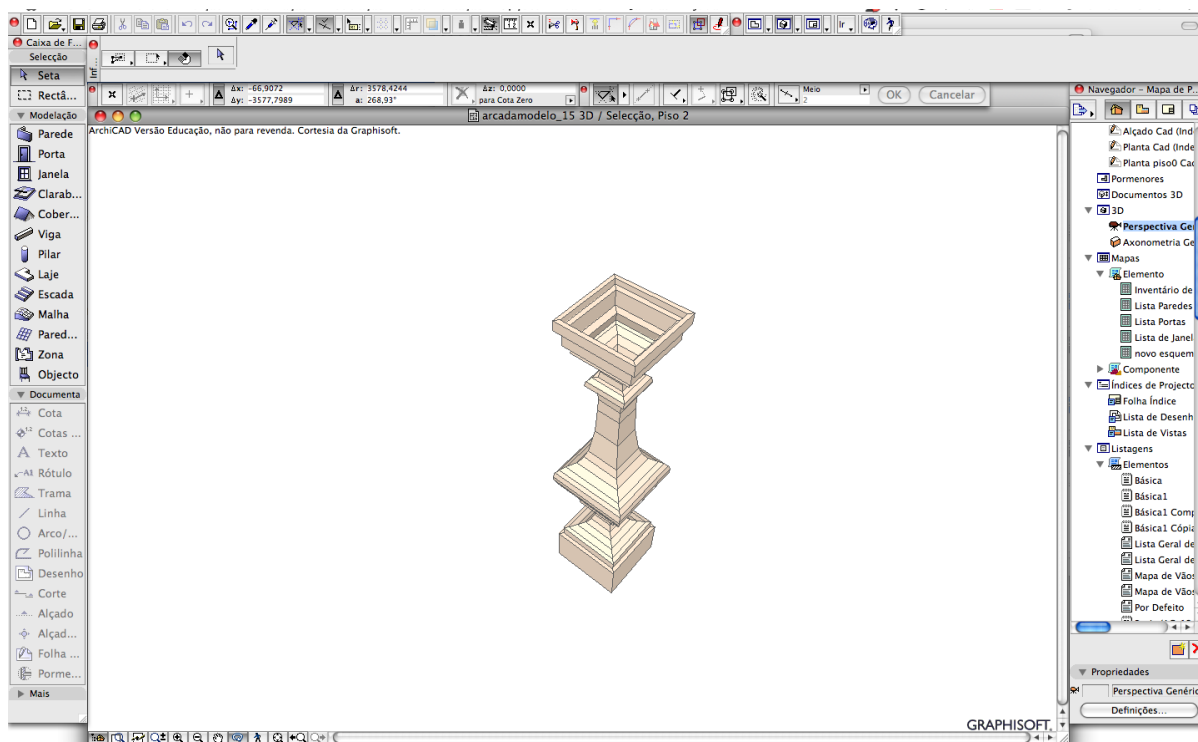 Ir...
Caixa de F...
Selecção
Seta
Rectâ...
Modelação
Parede
Porta
Janela
Clarab...
Cober...
Viga
Pilar
Laje
Escada
Malha
Pared...
Zona
Objecto
Documenta
Cota
Cotas ...
A Texto
A1 Rótulo
Trama
Linha
Arco/...
Polilinha
Desenho
Corte
Alçado
Alçad...
Folha ...
Porme...
Mais
Inf...
Δx: -66,9072
Δy: -3577,7989
Δr: 3578,4244
a: 268,93°
Δz: 0,0000
para Cota Zero
Meio
2
OK
Cancelar
arcadamodelo_15 3D / Selecção, Piso 2
ArchiCAD Versão Educação, não para revenda. Cortesia da Graphisoft.
GRAPHISOFT.
Navegador - Mapa de P...
Alçado Cad (Ind
Planta Cad (Inde
Planta piso0 Cad
Pormenores
Documentos 3D
3D
Perspectiva Ge
Axonometria Ge
Mapas
Elemento
Inventário de
Lista Paredes
Lista Portas
Lista de Janel
novo esquem
Componente
Índices de Projecto
Folha Índice
Lista de Desenh
Lista de Vistas
Listagens
Elementos
Básica
Básica1
Básica1 Comp
Básica1 Cópia
Lista Geral de
Lista Geral de
Mapa de Vãos
Mapa de Vãos
Por Defeito
Propriedades
Perspectiva Genéric
Definições...